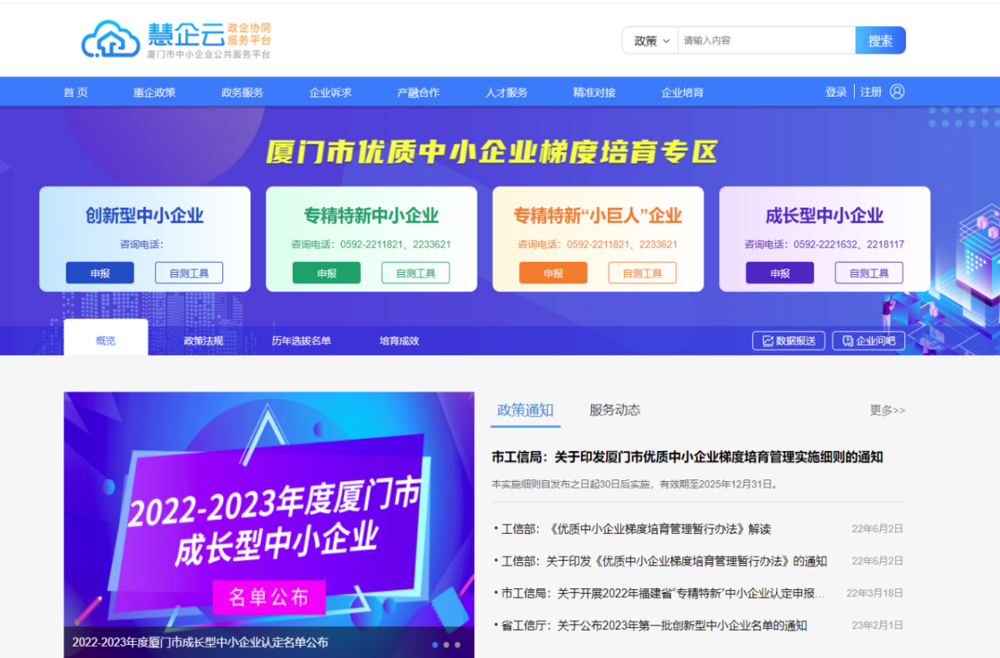 慧企云 政企协同
服务平台
厦门市中小企业公共服务平台
政策 请输入内容 搜索
首 页 惠企政策 政务服务 企业诉求 产融合作 人才服务 精准对接 企业培育 登录 注册
厦门市优质中小企业梯度培育专区
创新型中小企业
咨询电话：
申报 自测工具
专精特新中小企业
咨询电话：0592-2211821、2233621
申报 自测工具
专精特新“小巨人”企业
咨询电话：0592-2211821、2233621
申报 自测工具
成长型中小企业
咨询电话：0592-2221632、2218117
申报 自测工具
概览 政策法规 历年选拔名单 培育成效 数据报送 企业问吧
2022-2023年度厦门市
成长型中小企业
名单公布
2022-2023年度厦门市成长型中小企业认定名单公布
政策通知 服务动态 更多>>
市工信局：关于印发厦门市优质中小企业梯度培育管理实施细则的通知
本实施细则自发布之日起30日后实施，有效期至2025年12月31日。
·工信部：《优质中小企业梯度培育管理暂行办法》解读 22年6月2日
·工信部：关于印发《优质中小企业梯度培育管理暂行办法》的通知 22年6月2日
·市工信局：关于开展2022年福建省“专精特新”中小企业认定申报... 22年3月18日
·省工信厅：关于公布2023年第一批创新型中小企业名单的通知 23年2月1日